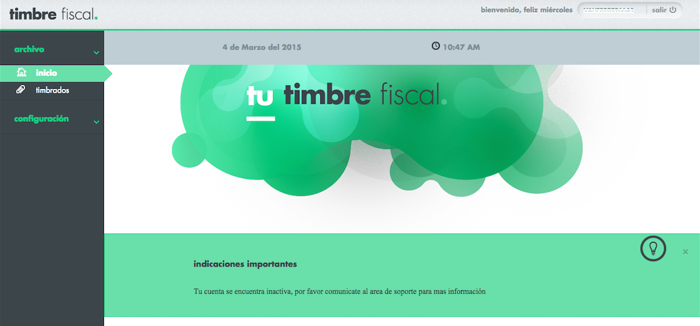 timbre fiscal.
bienvenido, feliz miércoles
salir
archivo
4 de Marzo del 2015
10:47 AM
inicio
timbrados
configuración
tu timbre fiscal.
indicaciones importantes
x
Tu cuenta se encuentra inactiva, por favor comunicate al area de soporte para mas información